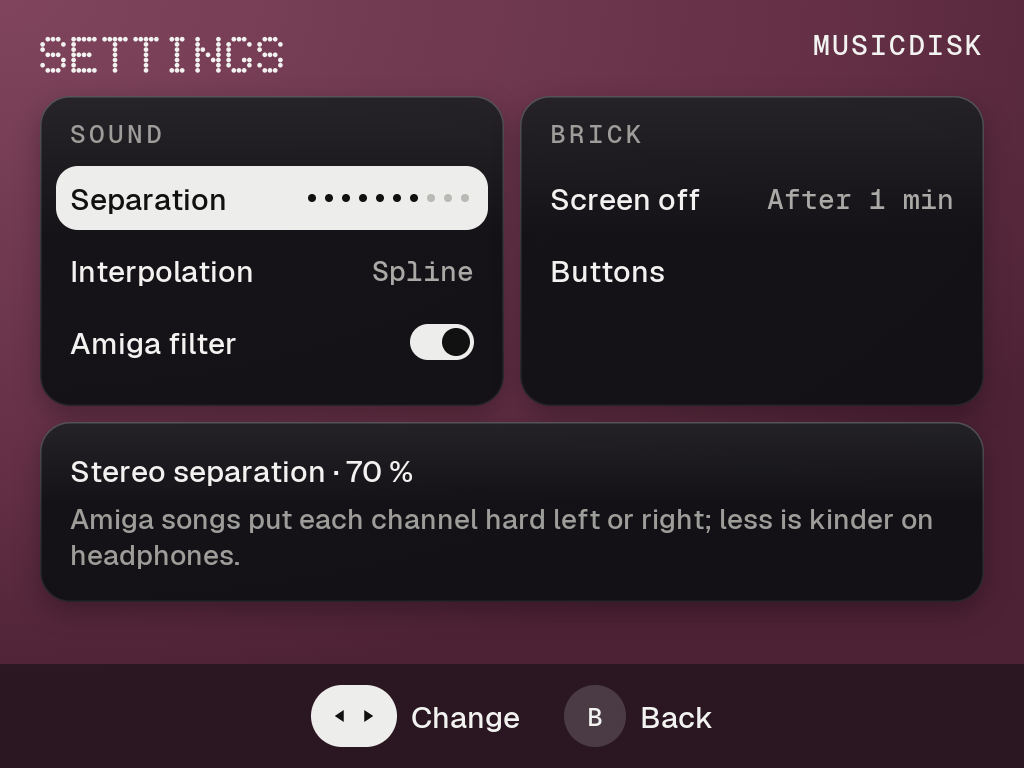 SETTINGS
MUSICDISK
SOUND
Separation
Interpolation Spline
Amiga filter
BRICK
Screen off After 1 min
Buttons
Stereo separation · 70 %
Amiga songs put each channel hard left or right; less is kinder on
headphones.
Change
B Back